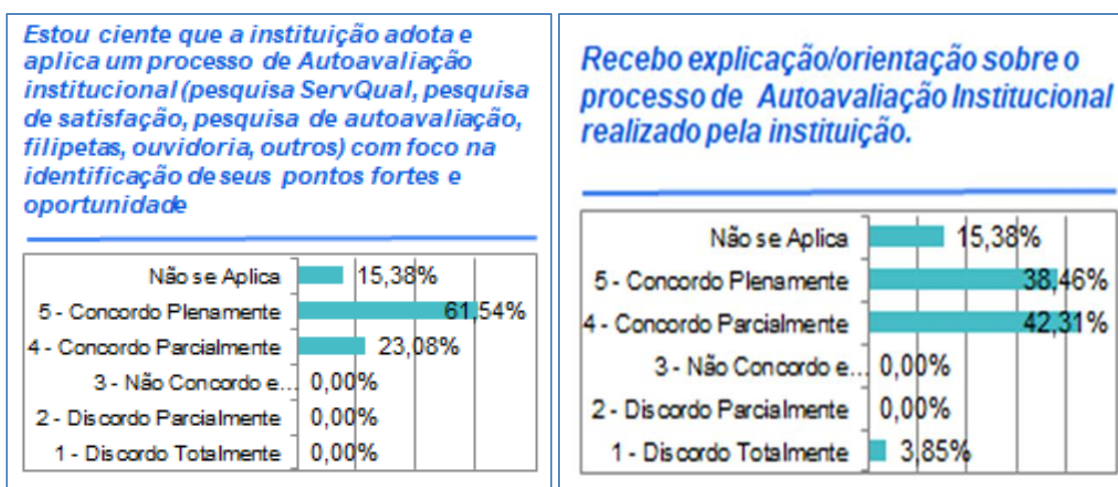 Estou ciente que a instituição adota e
aplica um processo de Autoavaliação
institucional (pesquisa ServQual, pesquisa
de satisfação, pesquisa de autoavaliação,
filipetas, ouvidoria, outros) com foco na
identificação de seus pontos fortes e
oportunidade
Não se Aplica 15,38%
5 - Concordo Plenamente 61,54%
4 - Concordo Parcialmente 23,08%
3 - Não Concordo e... 0,00%
2 - Discordo Parcialmente 0,00%
1 - Discordo Totalmente 0,00%
Recebo explicação/orientação sobre o
processo de Autoavaliação Institucional
realizado pela instituição.
Não se Aplica 15,38%
5 - Concordo Plenamente 38,46%
4 - Concordo Parcialmente 42,31%
3 - Não Concordo e... 0,00%
2 - Discordo Parcialmente 0,00%
1 - Discordo Totalmente 3,85%